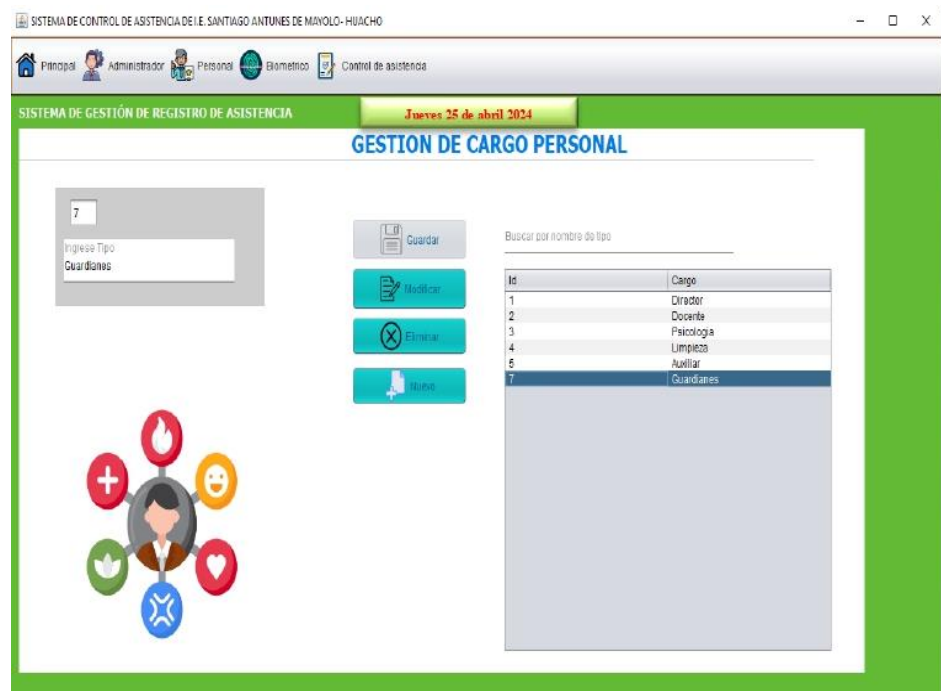 SISTEMA DE CONTROL DE ASISTENCIA DE I.E. SANTIAGO ANTUNES DE MAYOLO- HUACHO
Principal Administrador Personal Biometrico Control de asistencia
SISTEMA DE GESTIÓN DE REGISTRO DE ASISTENCIA
Jueves 25 de abril 2024
GESTION DE CARGO PERSONAL
7
Ingrese Tipo
Guardianes
Guardar
Modificar
Eliminar
Nuevo
Buscar por nombre de tipo
Id Cargo
1 Director
2 Docente
3 Psicologia
4 Limpieza
5 Auxiliar
7 Guardianes